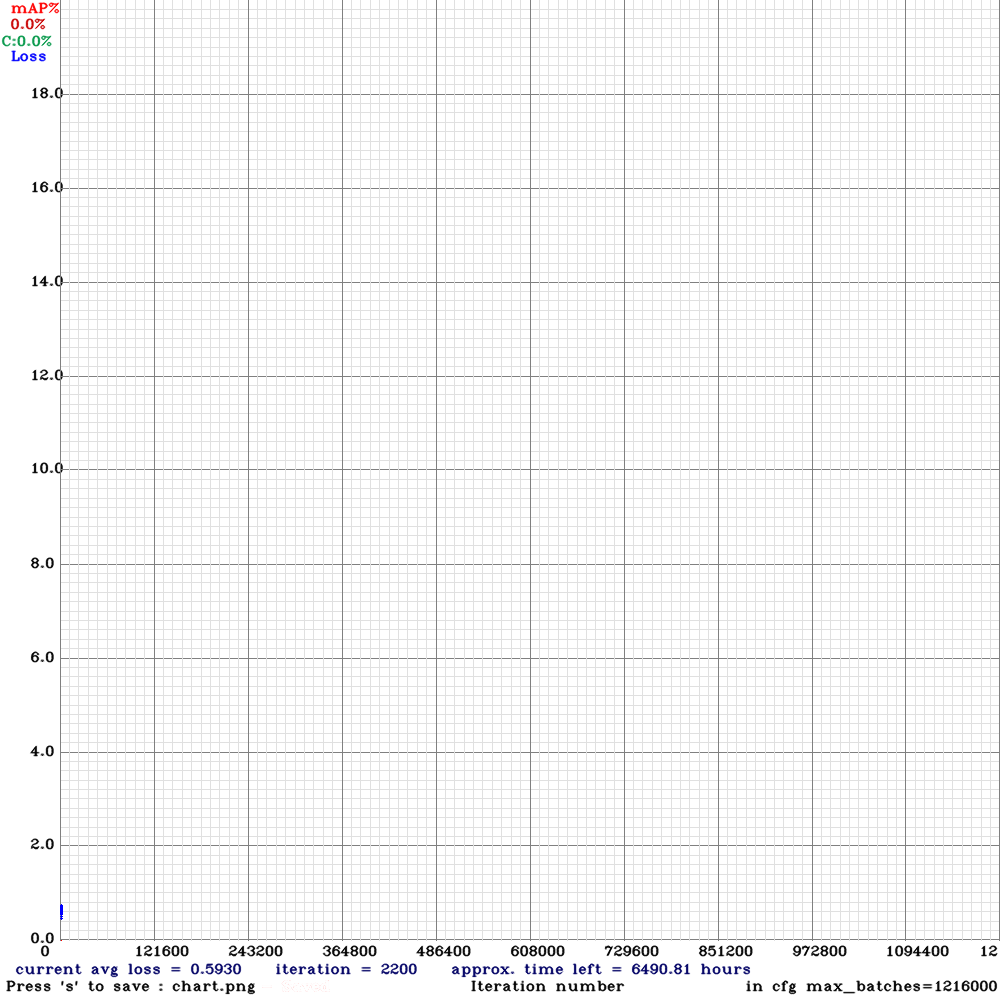 mAP%
0.0%
C:0.0%
Loss
18.0
16.0
14.0
12.0
10.0
8.0
6.0
4.0
2.0
0.0
0 121600 243200 364800 486400 608000 729600 851200 972800 1094400 12
current avg loss = 0.5930 iteration = 2200 approx. time left = 6490.81 hours
Press 's' to save : chart.png Iteration number in cfg max_batches=1216000